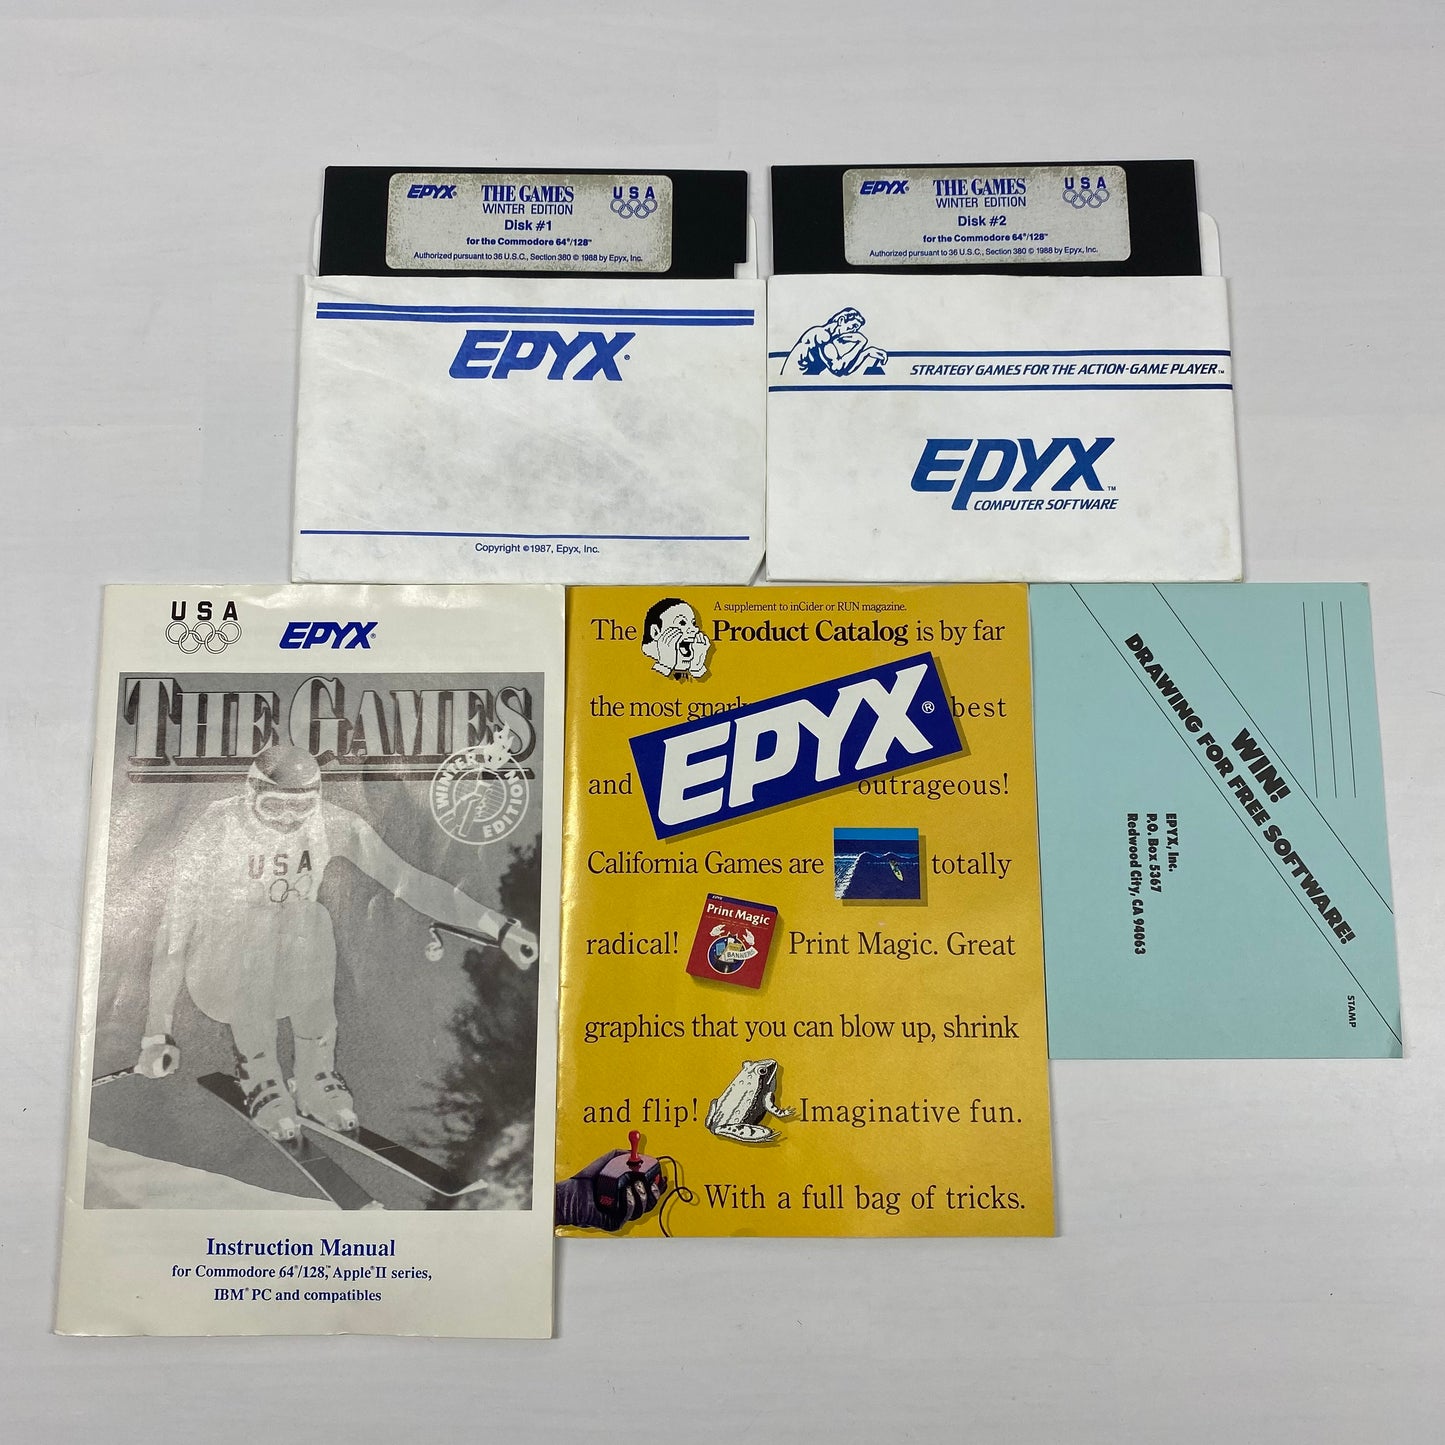 EPYX®
THE GAMES
WINTER EDITION
USA
Disk #1
for the Commodore 64®/128™
Authorized pursuant to 36 U.S.C., Section 380 © 1988 by Epyx, Inc.
EPYX®
THE GAMES
WINTER EDITION
USA
Disk #2
for the Commodore 64®/128™
Authorized pursuant to 36 U.S.C., Section 380 © 1988 by Epyx, Inc.
EPYX®
Copyright ©1987, Epyx, Inc.
STRATEGY GAMES FOR THE ACTION-GAME PLAYER™
EPYX™
COMPUTER SOFTWARE
USA
EPYX®
THE GAMES
WINTER EDITION
USA
Instruction Manual
for Commodore 64®/128,™ Apple® II series,
IBM® PC and compatibles
A supplement to inCider or RUN magazine.
The Product Catalog is by far
the most best
EPYX®
and outrageous!
California Games are totally
Print Magic
radical! Print Magic. Great
graphics that you can blow up, shrink
and flip! Imaginative fun.
With a full bag of tricks.
WIN!
DRAWING FOR FREE SOFTWARE!
EPYX, Inc.
P.O. Box 5367
Redwood City, CA 94063
STAMP